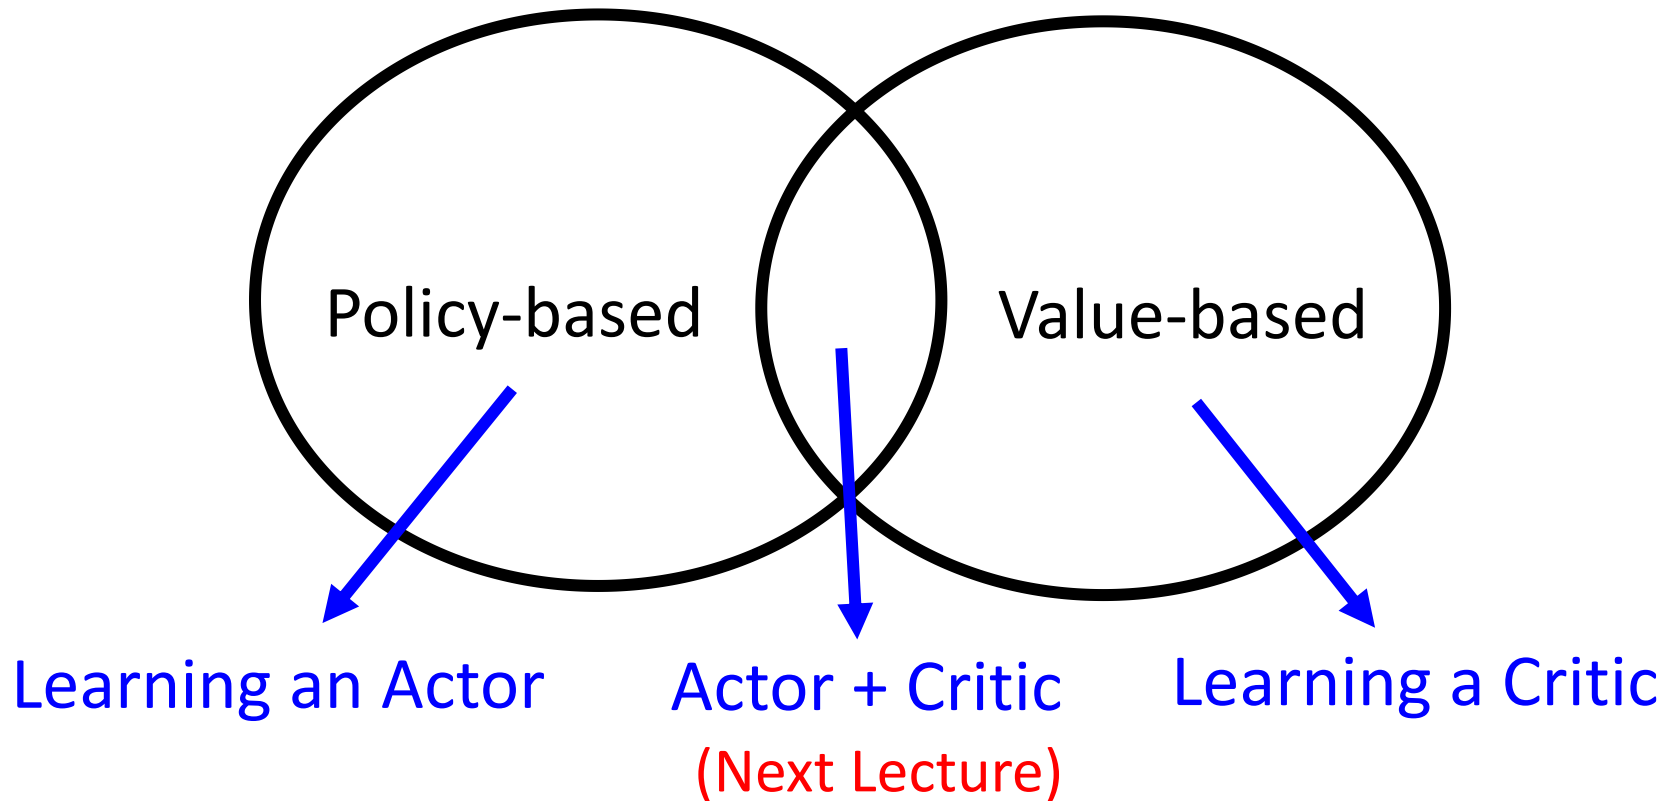 Policy-based
Value-based
Learning an Actor
Actor + Critic
Learning a Critic
(Next Lecture)